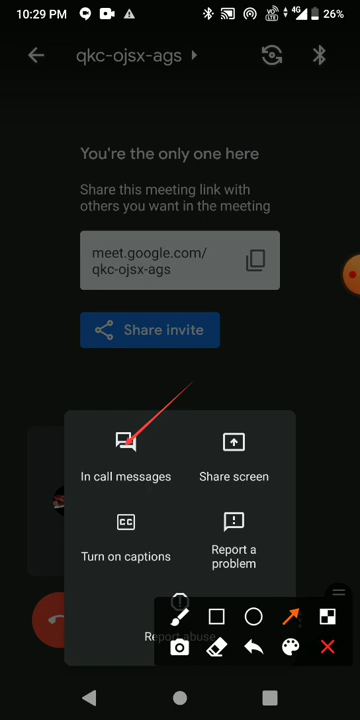 10:29 PM
4G 26%
qkc-ojsx-ags
You're the only one here
Share this meeting link with
others you want in the meeting
meet.google.com/
qkc-ojsx-ags
Share invite
In call messages
Share screen
CC
Turn on captions
Report a
problem
Report abuse